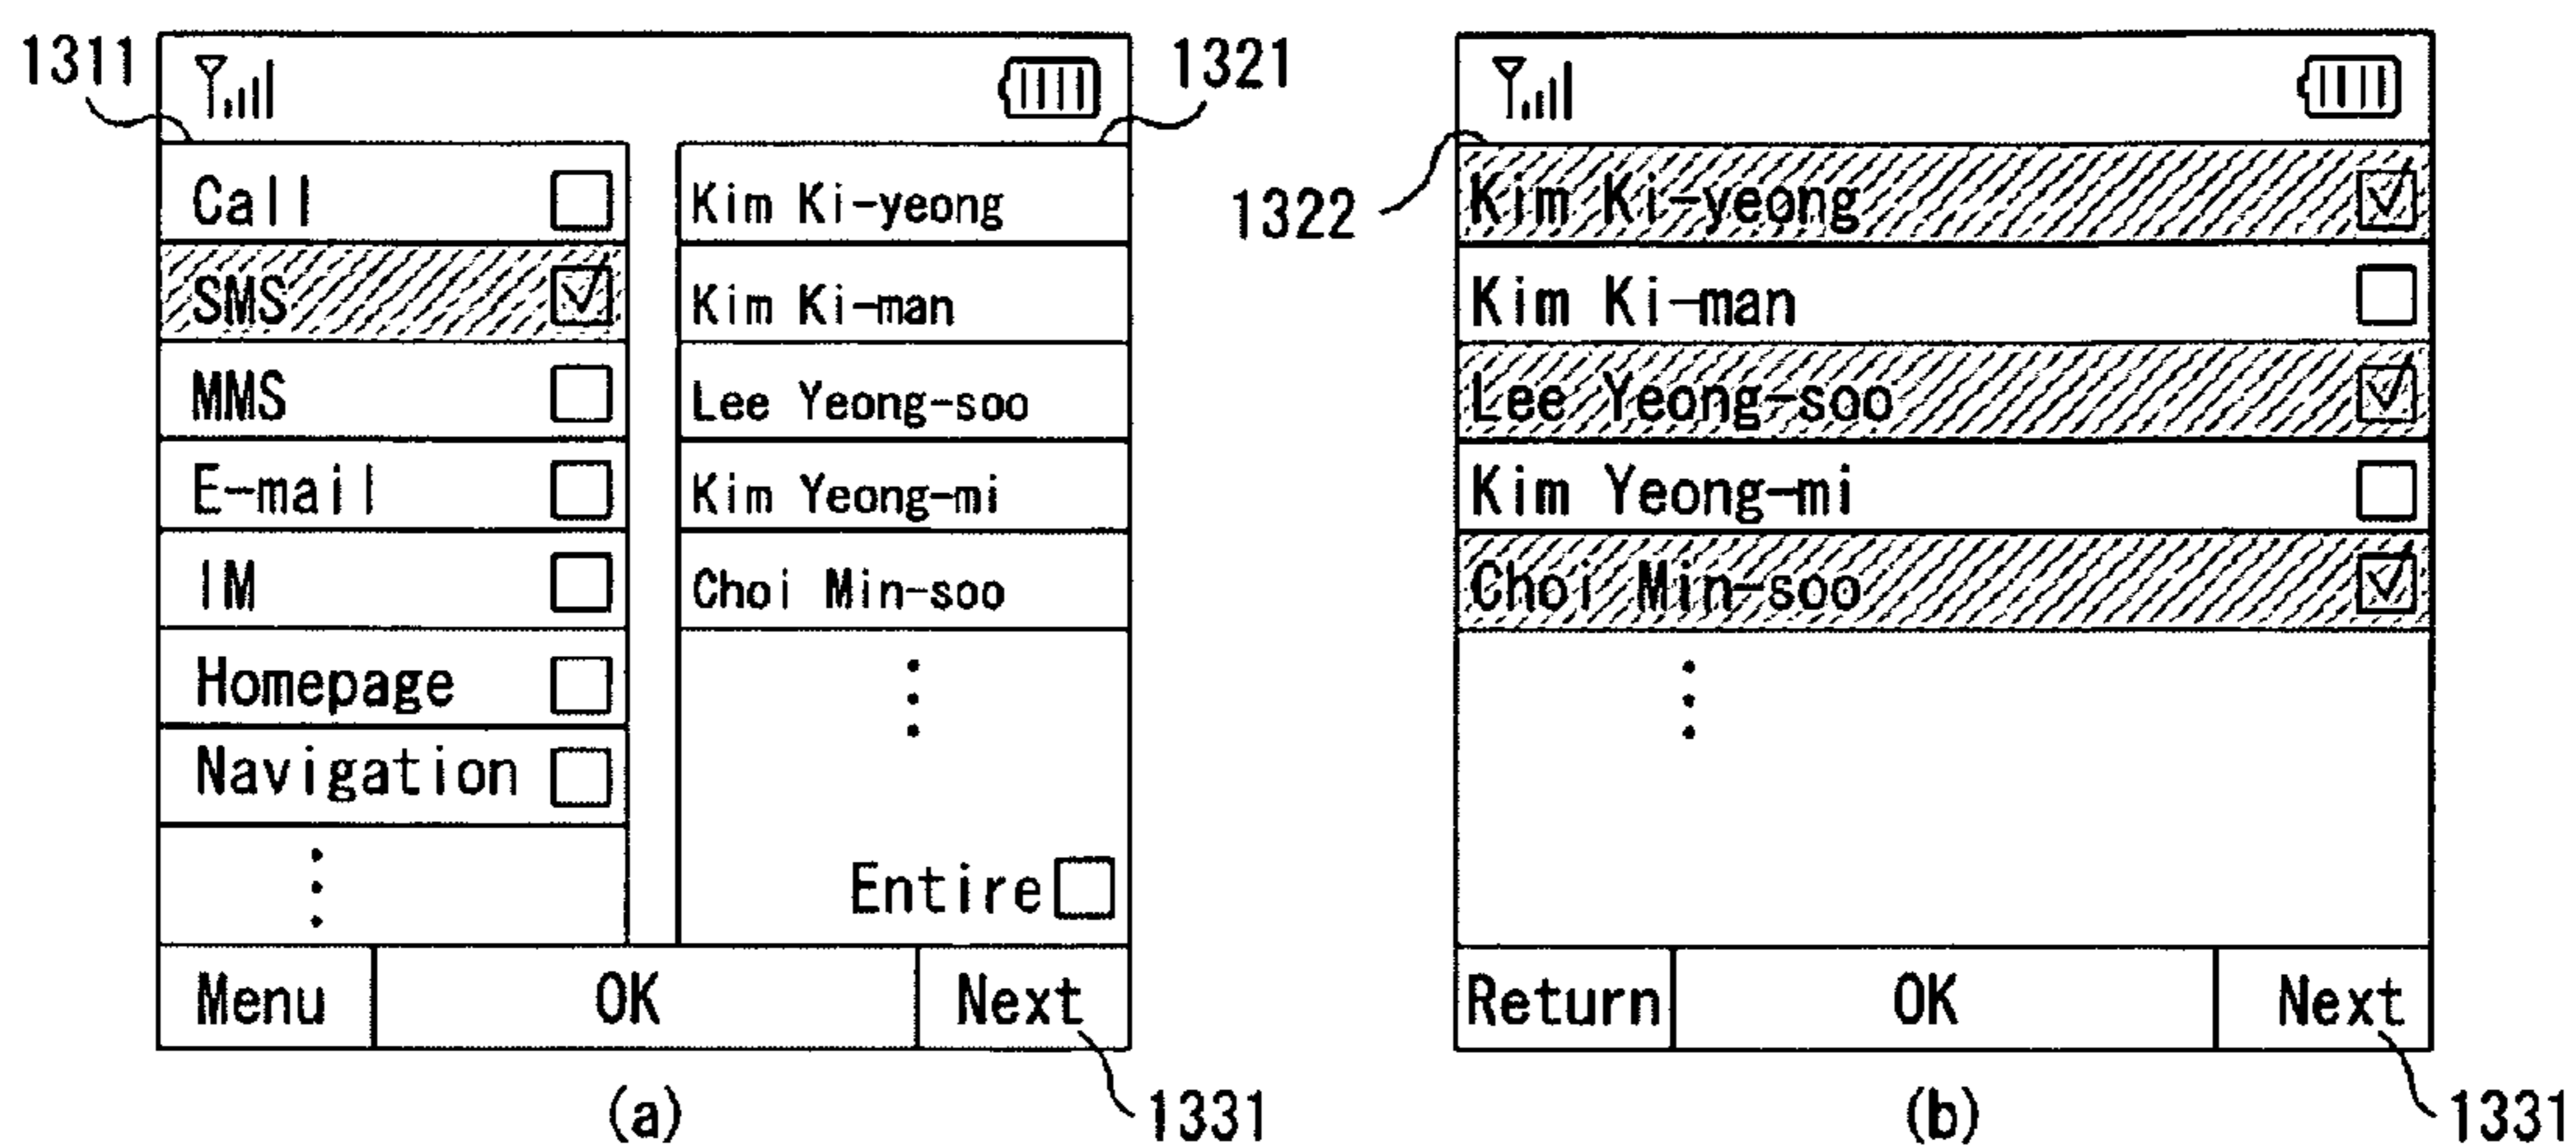 1311
1321
Call
SMS
MMS
E-mail
IM
Homepage
Navigation
Kim Ki-yeong
Kim Ki-man
Lee Yeong-soo
Kim Yeong-mi
Choi Min-soo
Entire
Menu OK Next
1331
(a)
1322
Kim Ki-yeong
Kim Ki-man
Lee Yeong-soo
Kim Yeong-mi
Choi Min-soo
Return OK Next
1331
(b)